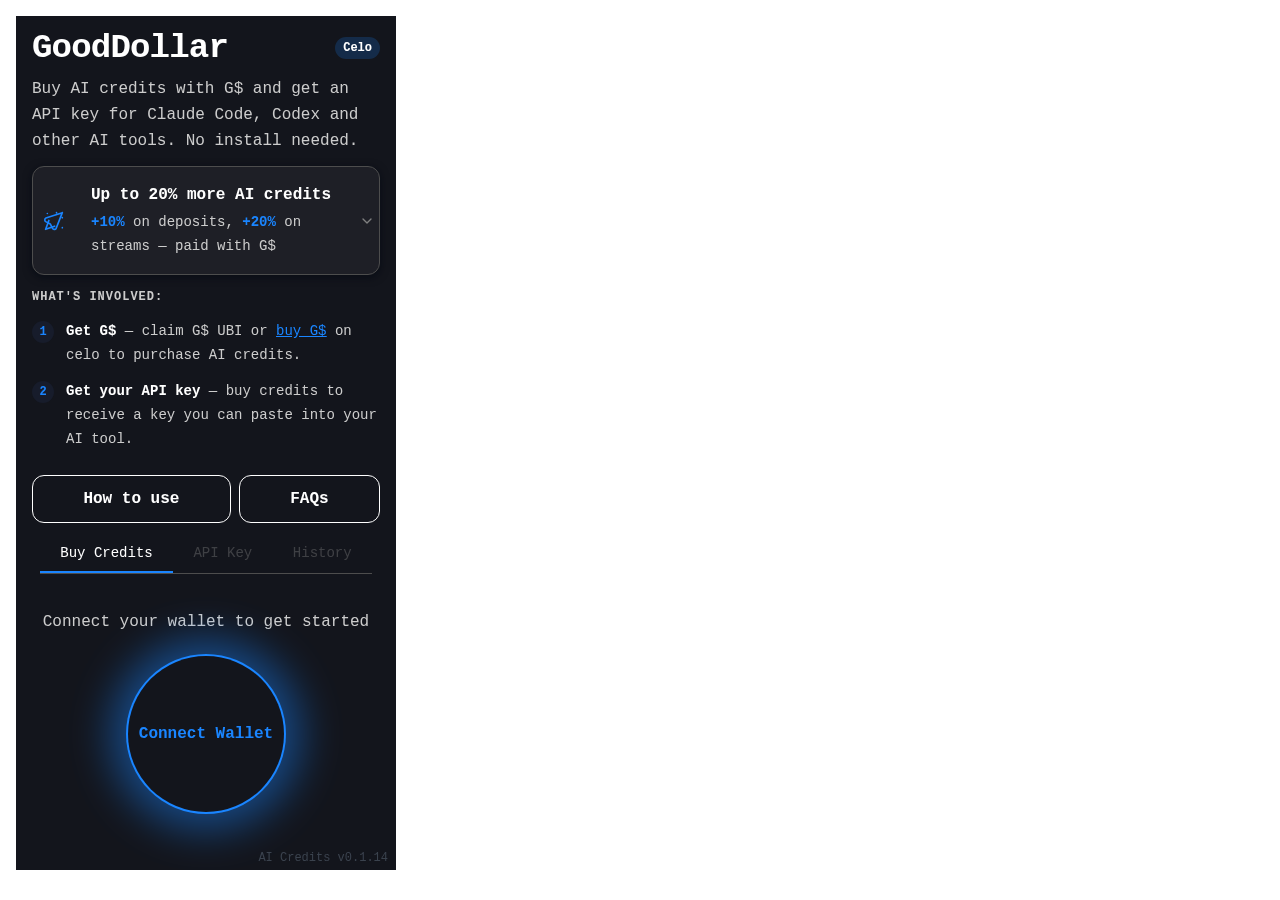 GoodDollar
Celo
Buy AI credits with G$ and get an
API key for Claude Code, Codex and
other AI tools. No install needed.
Up to 20% more AI credits
+10% on deposits, +20% on
streams — paid with G$
WHAT'S INVOLVED:
1 Get G$ — claim G$ UBI or buy G$ on
celo to purchase AI credits.
2 Get your API key — buy credits to
receive a key you can paste into your
AI tool.
How to use FAQs
Buy Credits API Key History
Connect your wallet to get started
Connect Wallet
AI Credits v0.1.14